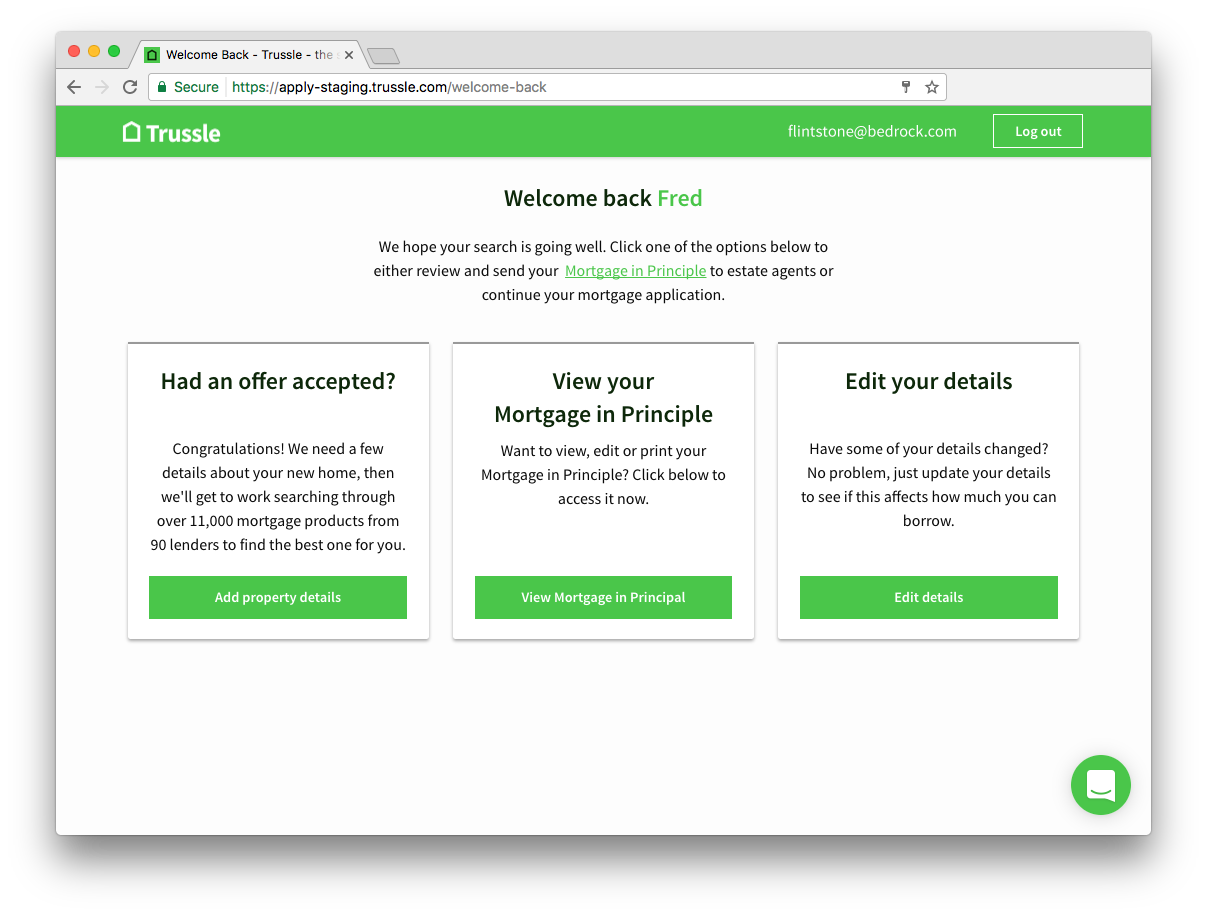 Welcome Back - Trussle - the
Secure https://apply-staging.trussle.com/welcome-back
Trussle
flintstone@bedrock.com
Log out
Welcome back Fred
We hope your search is going well. Click one of the options below to
either review and send your Mortgage in Principle to estate agents or
continue your mortgage application.
Had an offer accepted?
Congratulations! We need a few
details about your new home, then
we'll get to work searching through
over 11,000 mortgage products from
90 lenders to find the best one for you.
Add property details
View your
Mortgage in Principle
Want to view, edit or print your
Mortgage in Principle? Click below to
access it now.
View Mortgage in Principal
Edit your details
Have some of your details changed?
No problem, just update your details
to see if this affects how much you can
borrow.
Edit details